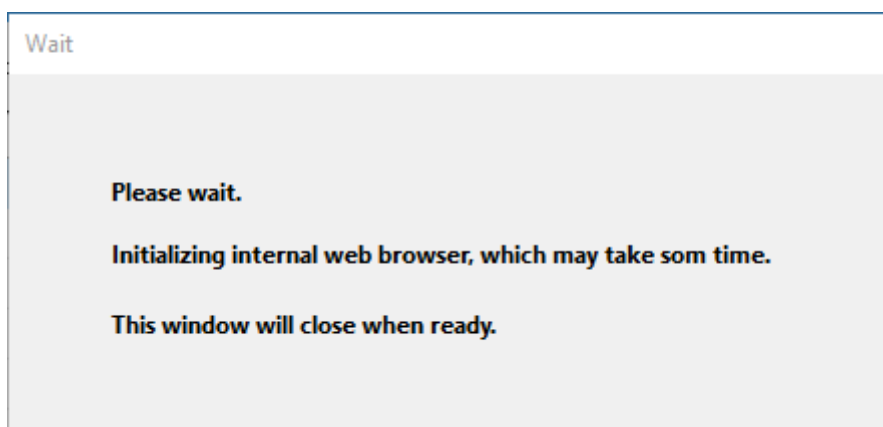 Wait
Please wait.
Initializing internal web browser, which may take som time.
This window will close when ready.